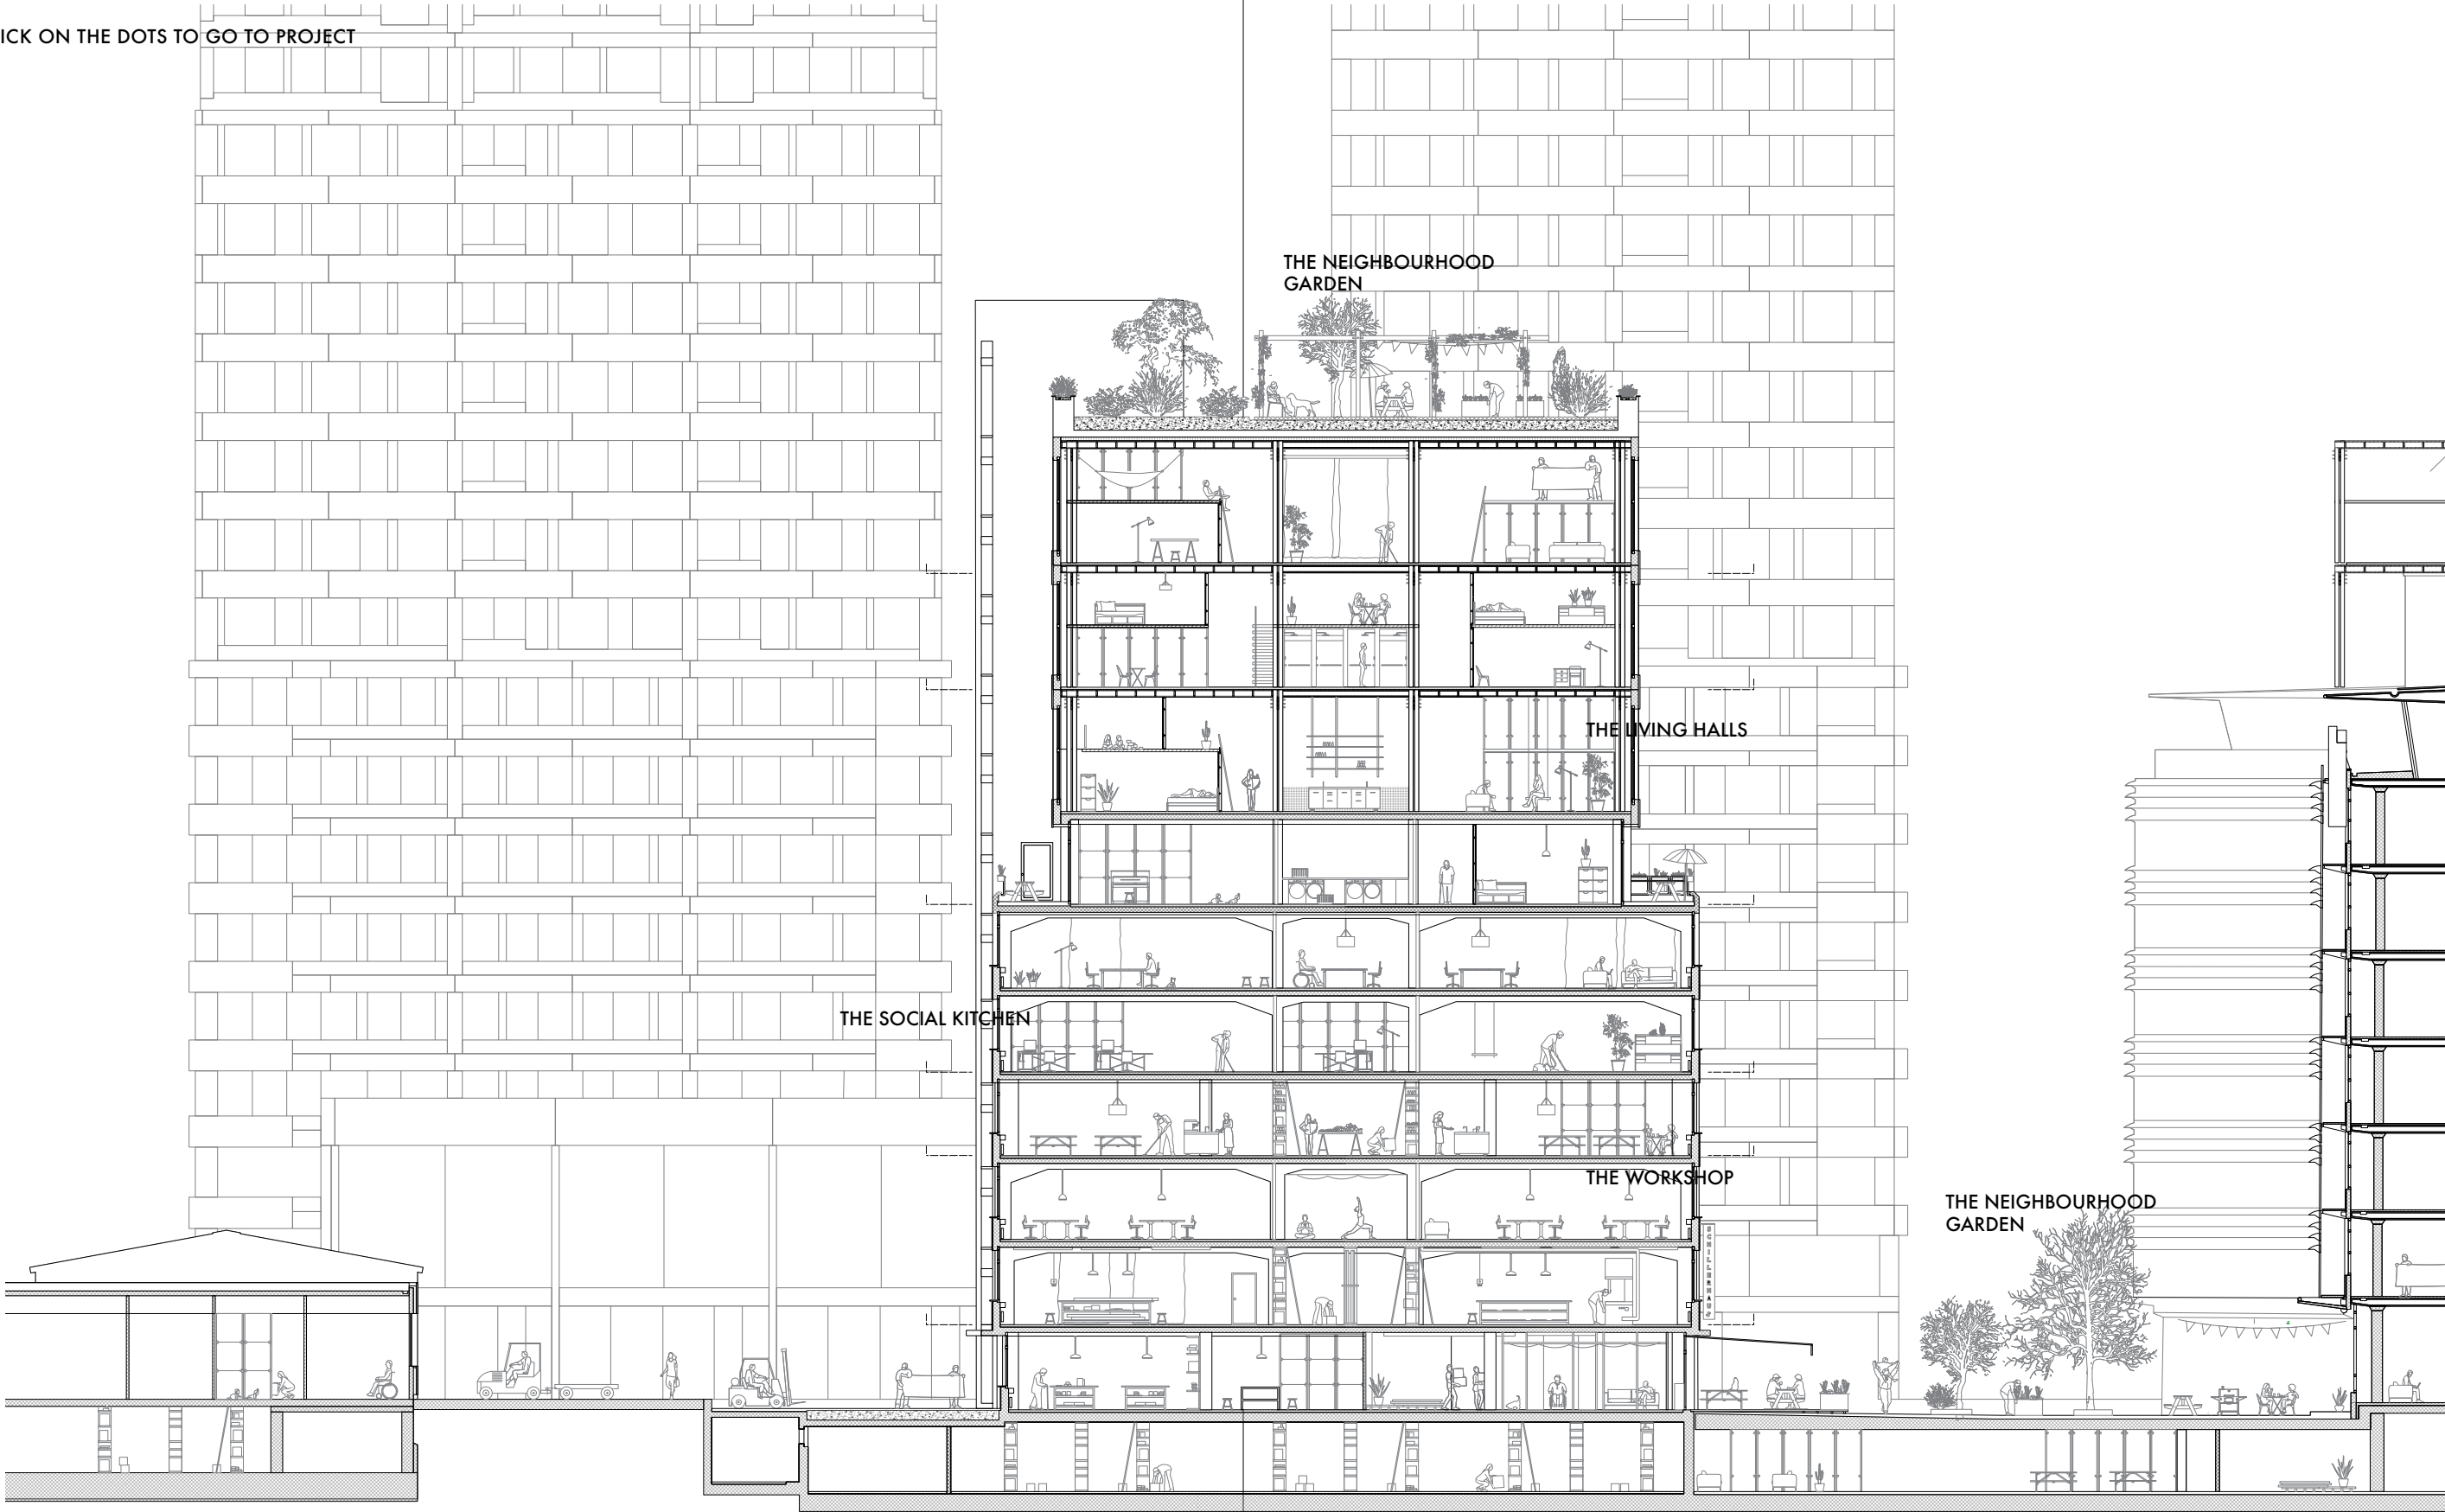 ICK ON THE DOTS TO GO TO PROJECT
THE NEIGHBOURHOOD
GARDEN
THE LIVING HALLS
THE SOCIAL KITCHEN
THE WORKSHOP
THE NEIGHBOURHOOD
GARDEN
SCHILLERHAUS